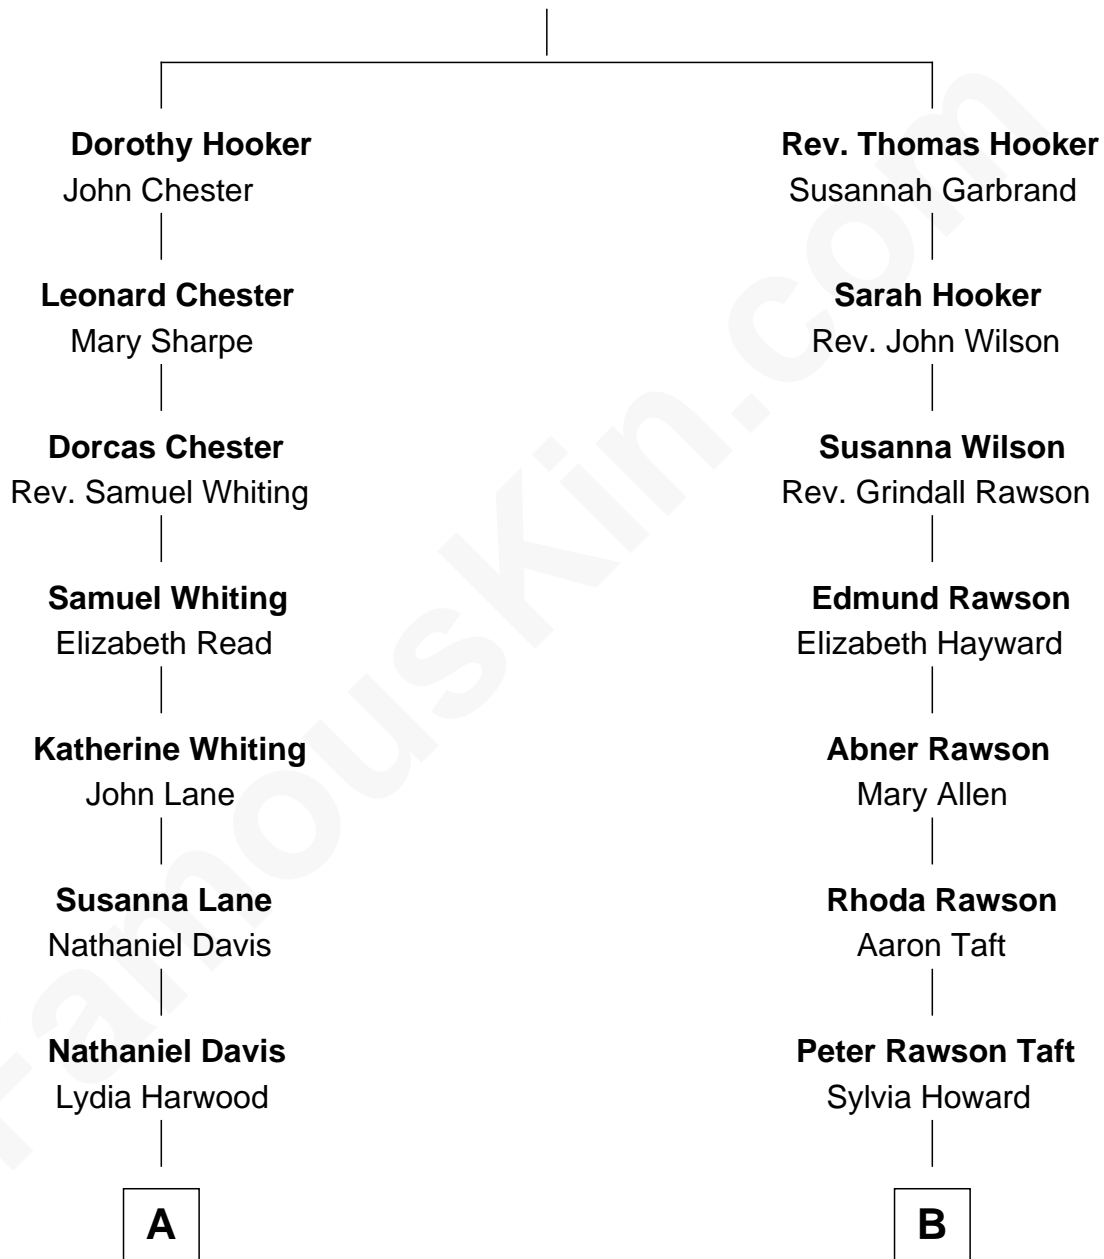 Dorothy Hooker
John Chester
Leonard Chester
Mary Sharpe
Dorcas Chester
Rev. Samuel Whiting
Samuel Whiting
Elizabeth Read
Katherine Whiting
John Lane
Susanna Lane
Nathaniel Davis
Nathaniel Davis
Lydia Harwood
A
Rev. Thomas Hooker
Susannah Garbrand
Sarah Hooker
Rev. John Wilson
Susanna Wilson
Rev. Grindall Rawson
Edmund Rawson
Elizabeth Hayward
Abner Rawson
Mary Allen
Rhoda Rawson
Aaron Taft
Peter Rawson Taft
Sylvia Howard
B
FamousKin.com